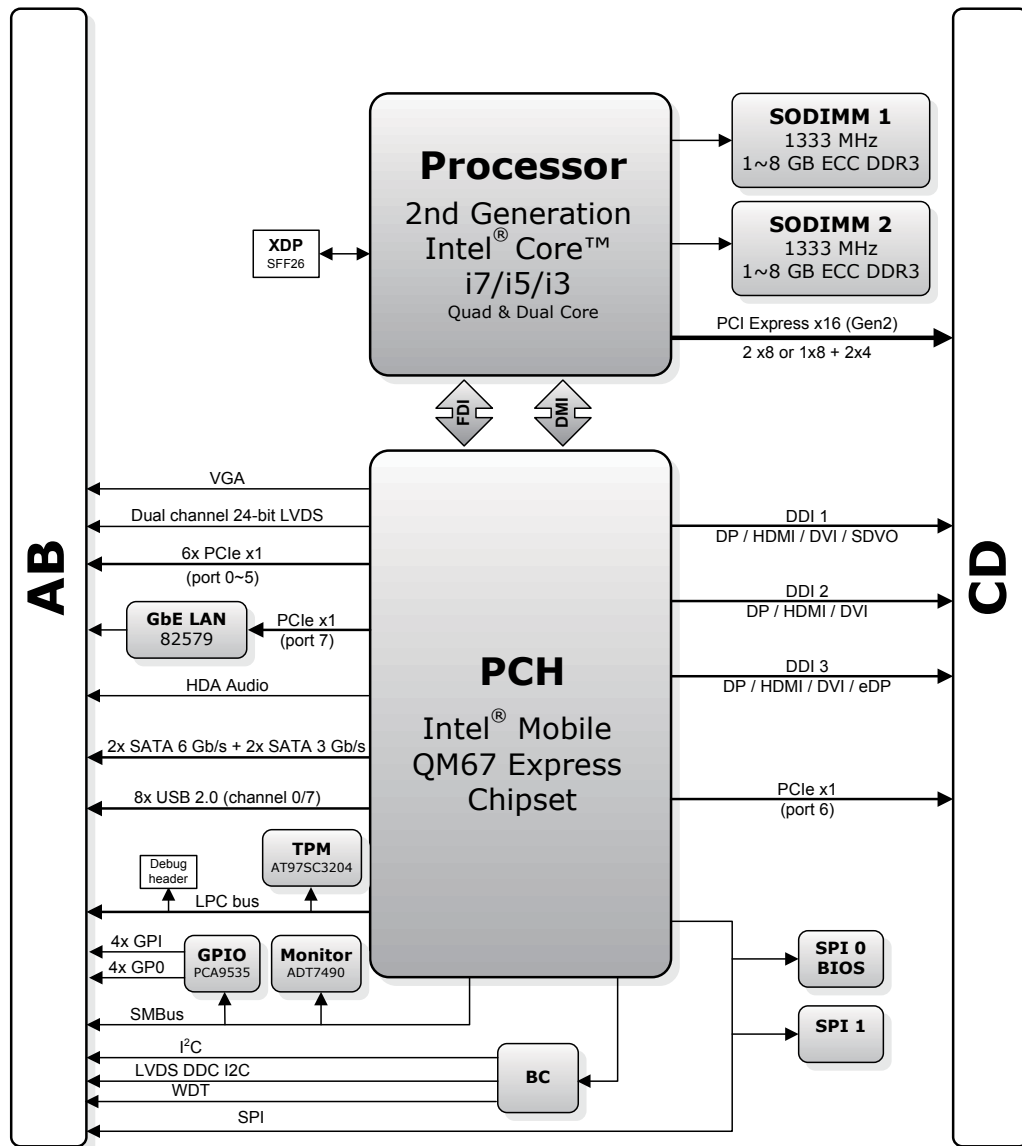 AB
CD
Processor
2nd Generation
Intel® Core™
i7/i5/i3
Quad & Dual Core
SODIMM 1
1333 MHz
1~8 GB ECC DDR3
SODIMM 2
1333 MHz
1~8 GB ECC DDR3
XDP
SFF26
PCI Express x16 (Gen2)
2 x8 or 1x8 + 2x4
FDI
DMI
PCH
Intel® Mobile
QM67 Express
Chipset
VGA
Dual channel 24-bit LVDS
6x PCIe x1
(port 0~5)
GbE LAN
82579
PCIe x1
(port 7)
HDA Audio
2x SATA 6 Gb/s + 2x SATA 3 Gb/s
8x USB 2.0 (channel 0/7)
TPM
AT97SC3204
Debug
header
LPC bus
4x GPI
4x GP0
GPIO
PCA9535
Monitor
ADT7490
SMBus
I²C
LVDS DDC I2C
WDT
SPI
BC
DDI 1
DP / HDMI / DVI / SDVO
DDI 2
DP / HDMI / DVI
DDI 3
DP / HDMI / DVI / eDP
PCIe x1
(port 6)
SPI 0
BIOS
SPI 1